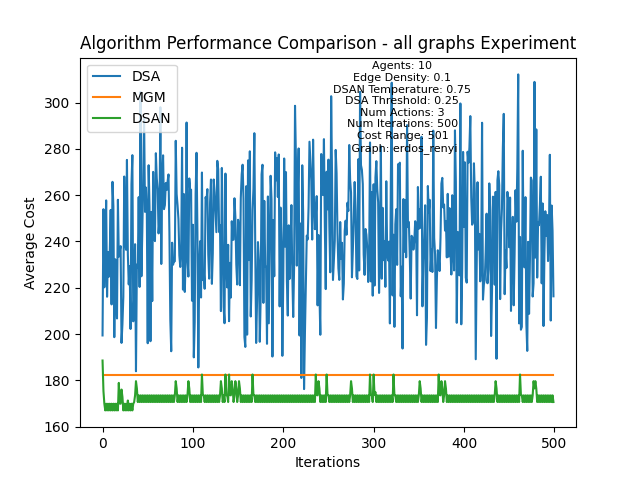 Algorithm Performance Comparison - all graphs Experiment
DSA
MGM
DSAN
Agents: 10
Edge Density: 0.1
DSAN Temperature: 0.75
DSA Threshold: 0.25
Num Actions: 3
Num Iterations: 500
Cost Range: 501
Graph: erdos_renyi
Average Cost
300
280
260
240
220
200
180
160
0
100
200
300
400
500
Iterations